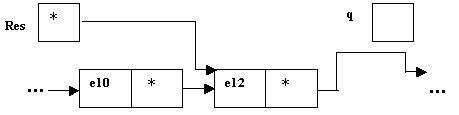 Res * q
... e10 * e12 * ...